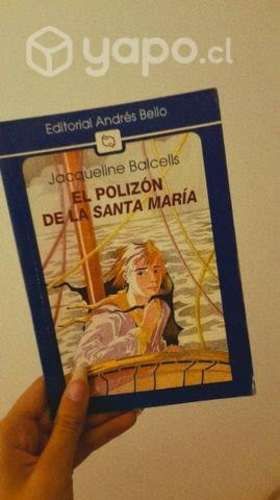 yapo.cl
Editorial Andrés Bello
Jacqueline Balcells
EL POLIZÓN
DE LA SANTA MARÍA